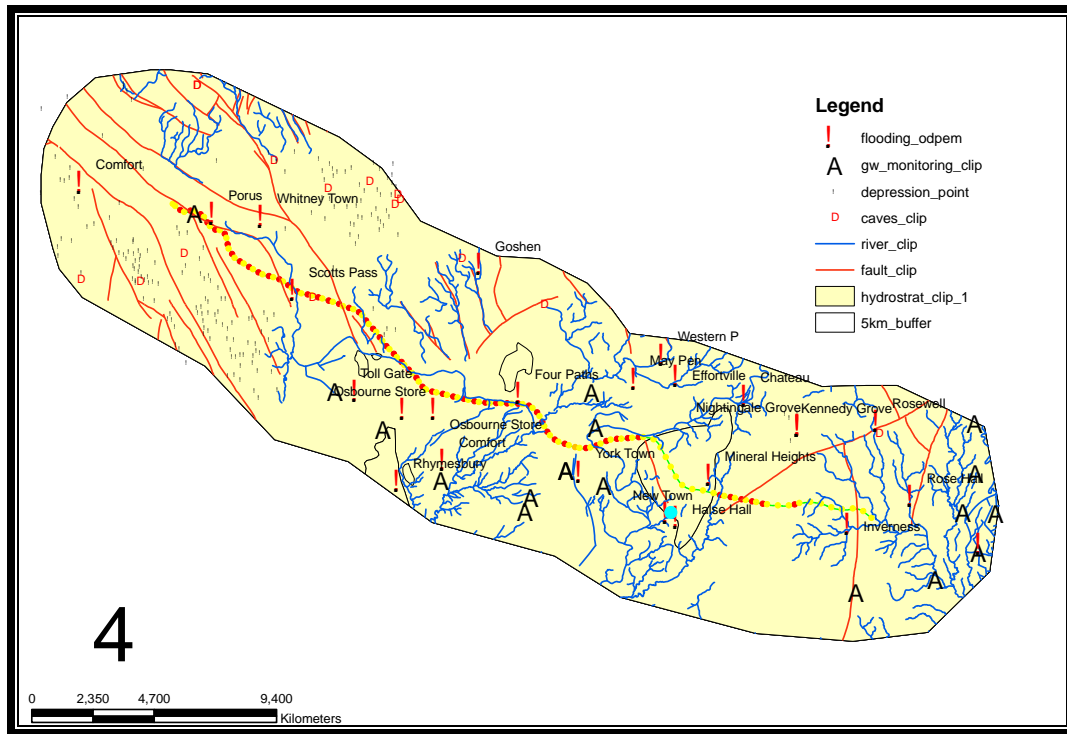 Legend
flooding_odpem
A gw_monitoring_clip
depression_point
D caves_clip
river_clip
fault_clip
hydrostrat_clip_1
5km_buffer
Comfort
Porus
Whitney Town
Goshen
Scotts Pass
Western P
May Pen
Effortville
Chateau
Toll Gate
Four Paths
Osbourne Store
Nightingale Grove
Kennedy Grove
Rosewell
Osbourne Store
Comfort
York Town
Mineral Heights
Rhymesbury
Rose Hall
New Town
Halse Hall
Inverness
4
0 2,350 4,700 9,400
Kilometers